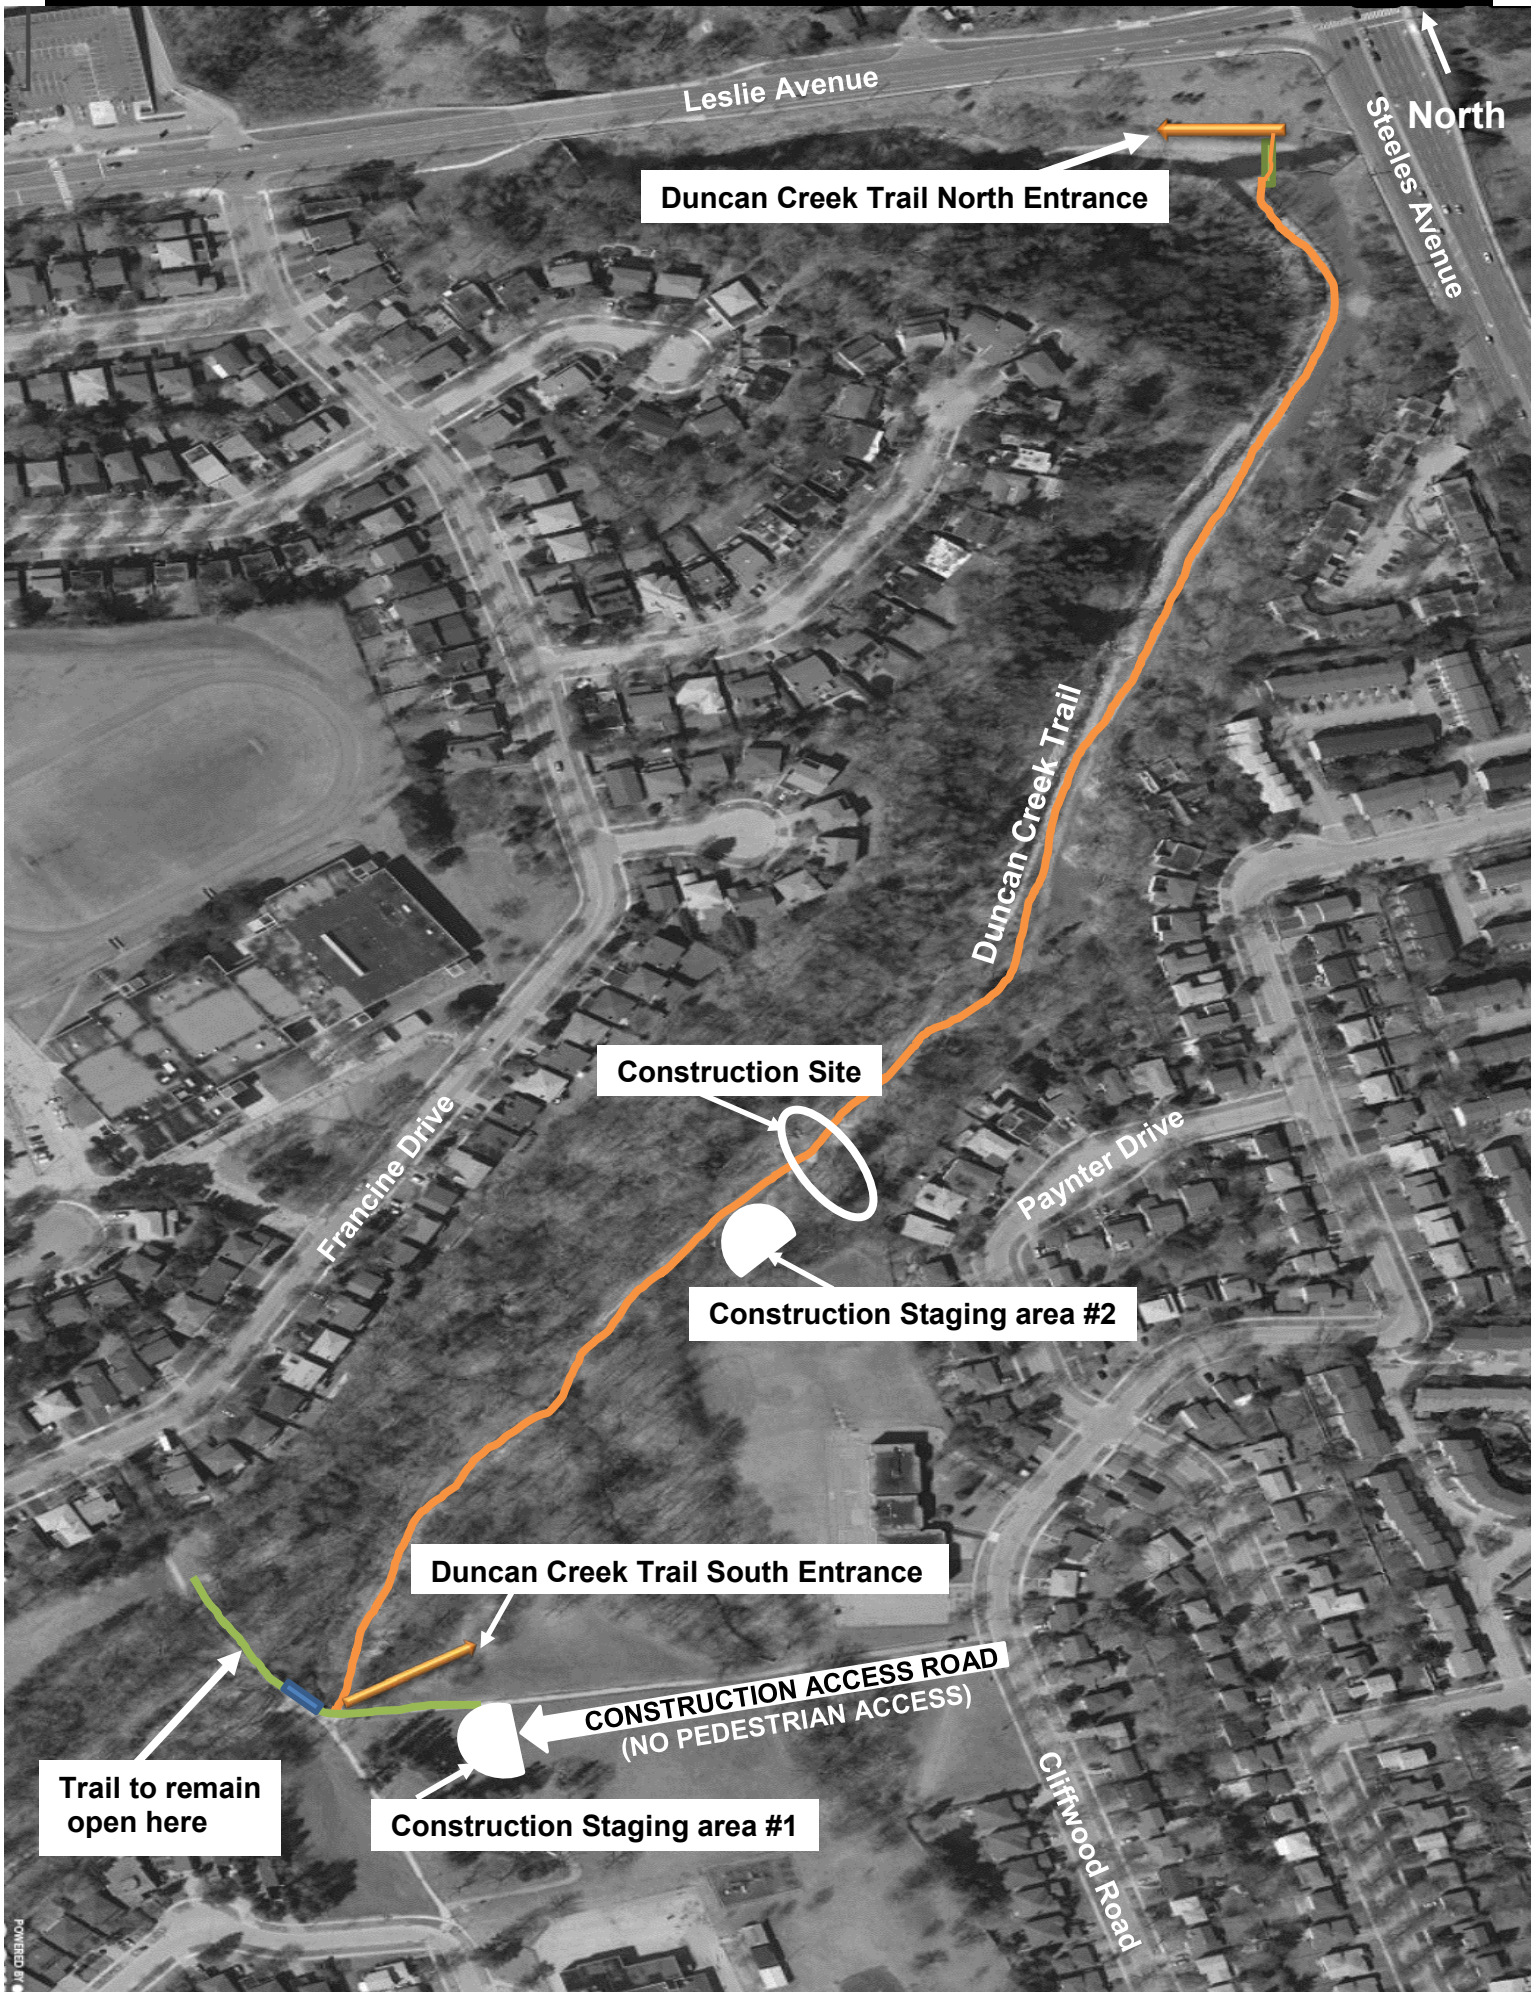 Leslie Avenue
North
Steeles Avenue
Duncan Creek Trail North Entrance
Duncan Creek Trail
Construction Site
Francine Drive
Paynter Drive
Construction Staging area #2
Duncan Creek Trail South Entrance
CONSTRUCTION ACCESS ROAD
(NO PEDESTRIAN ACCESS)
Trail to remain
open here
Construction Staging area #1
Cliffwood Road
POWERED BY